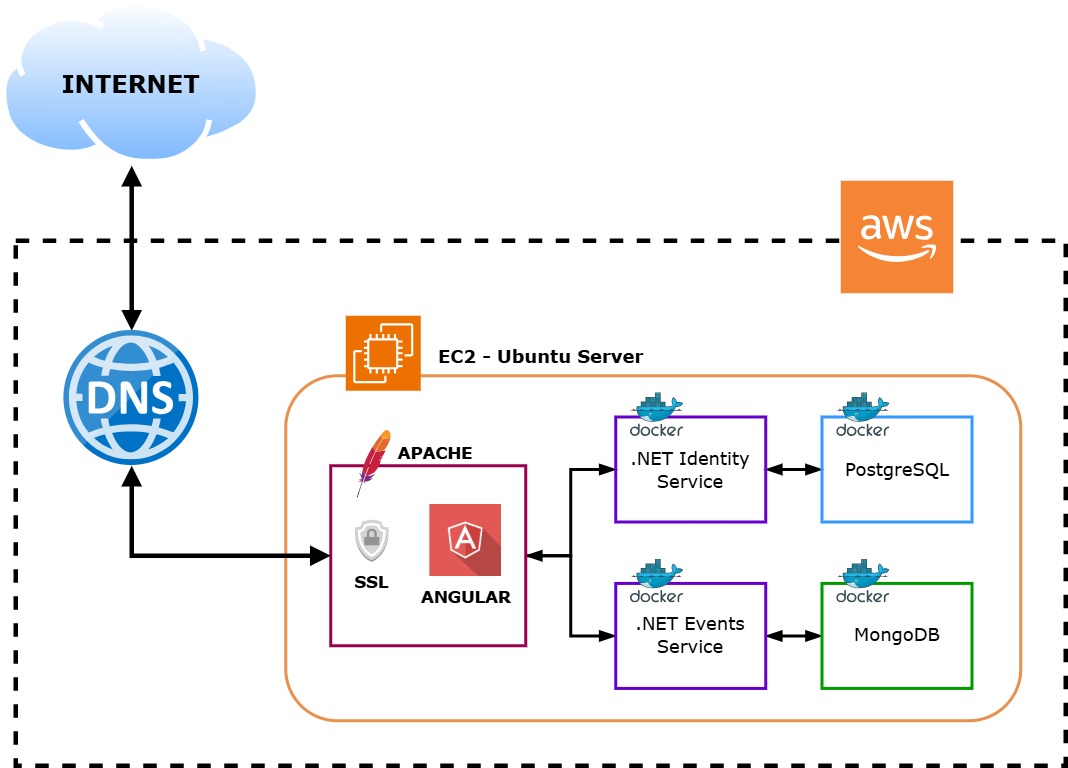 INTERNET
aws
DNS
EC2 - Ubuntu Server
APACHE
SSL
A
ANGULAR
docker
.NET Identity
Service
docker
PostgreSQL
docker
.NET Events
Service
docker
MongoDB